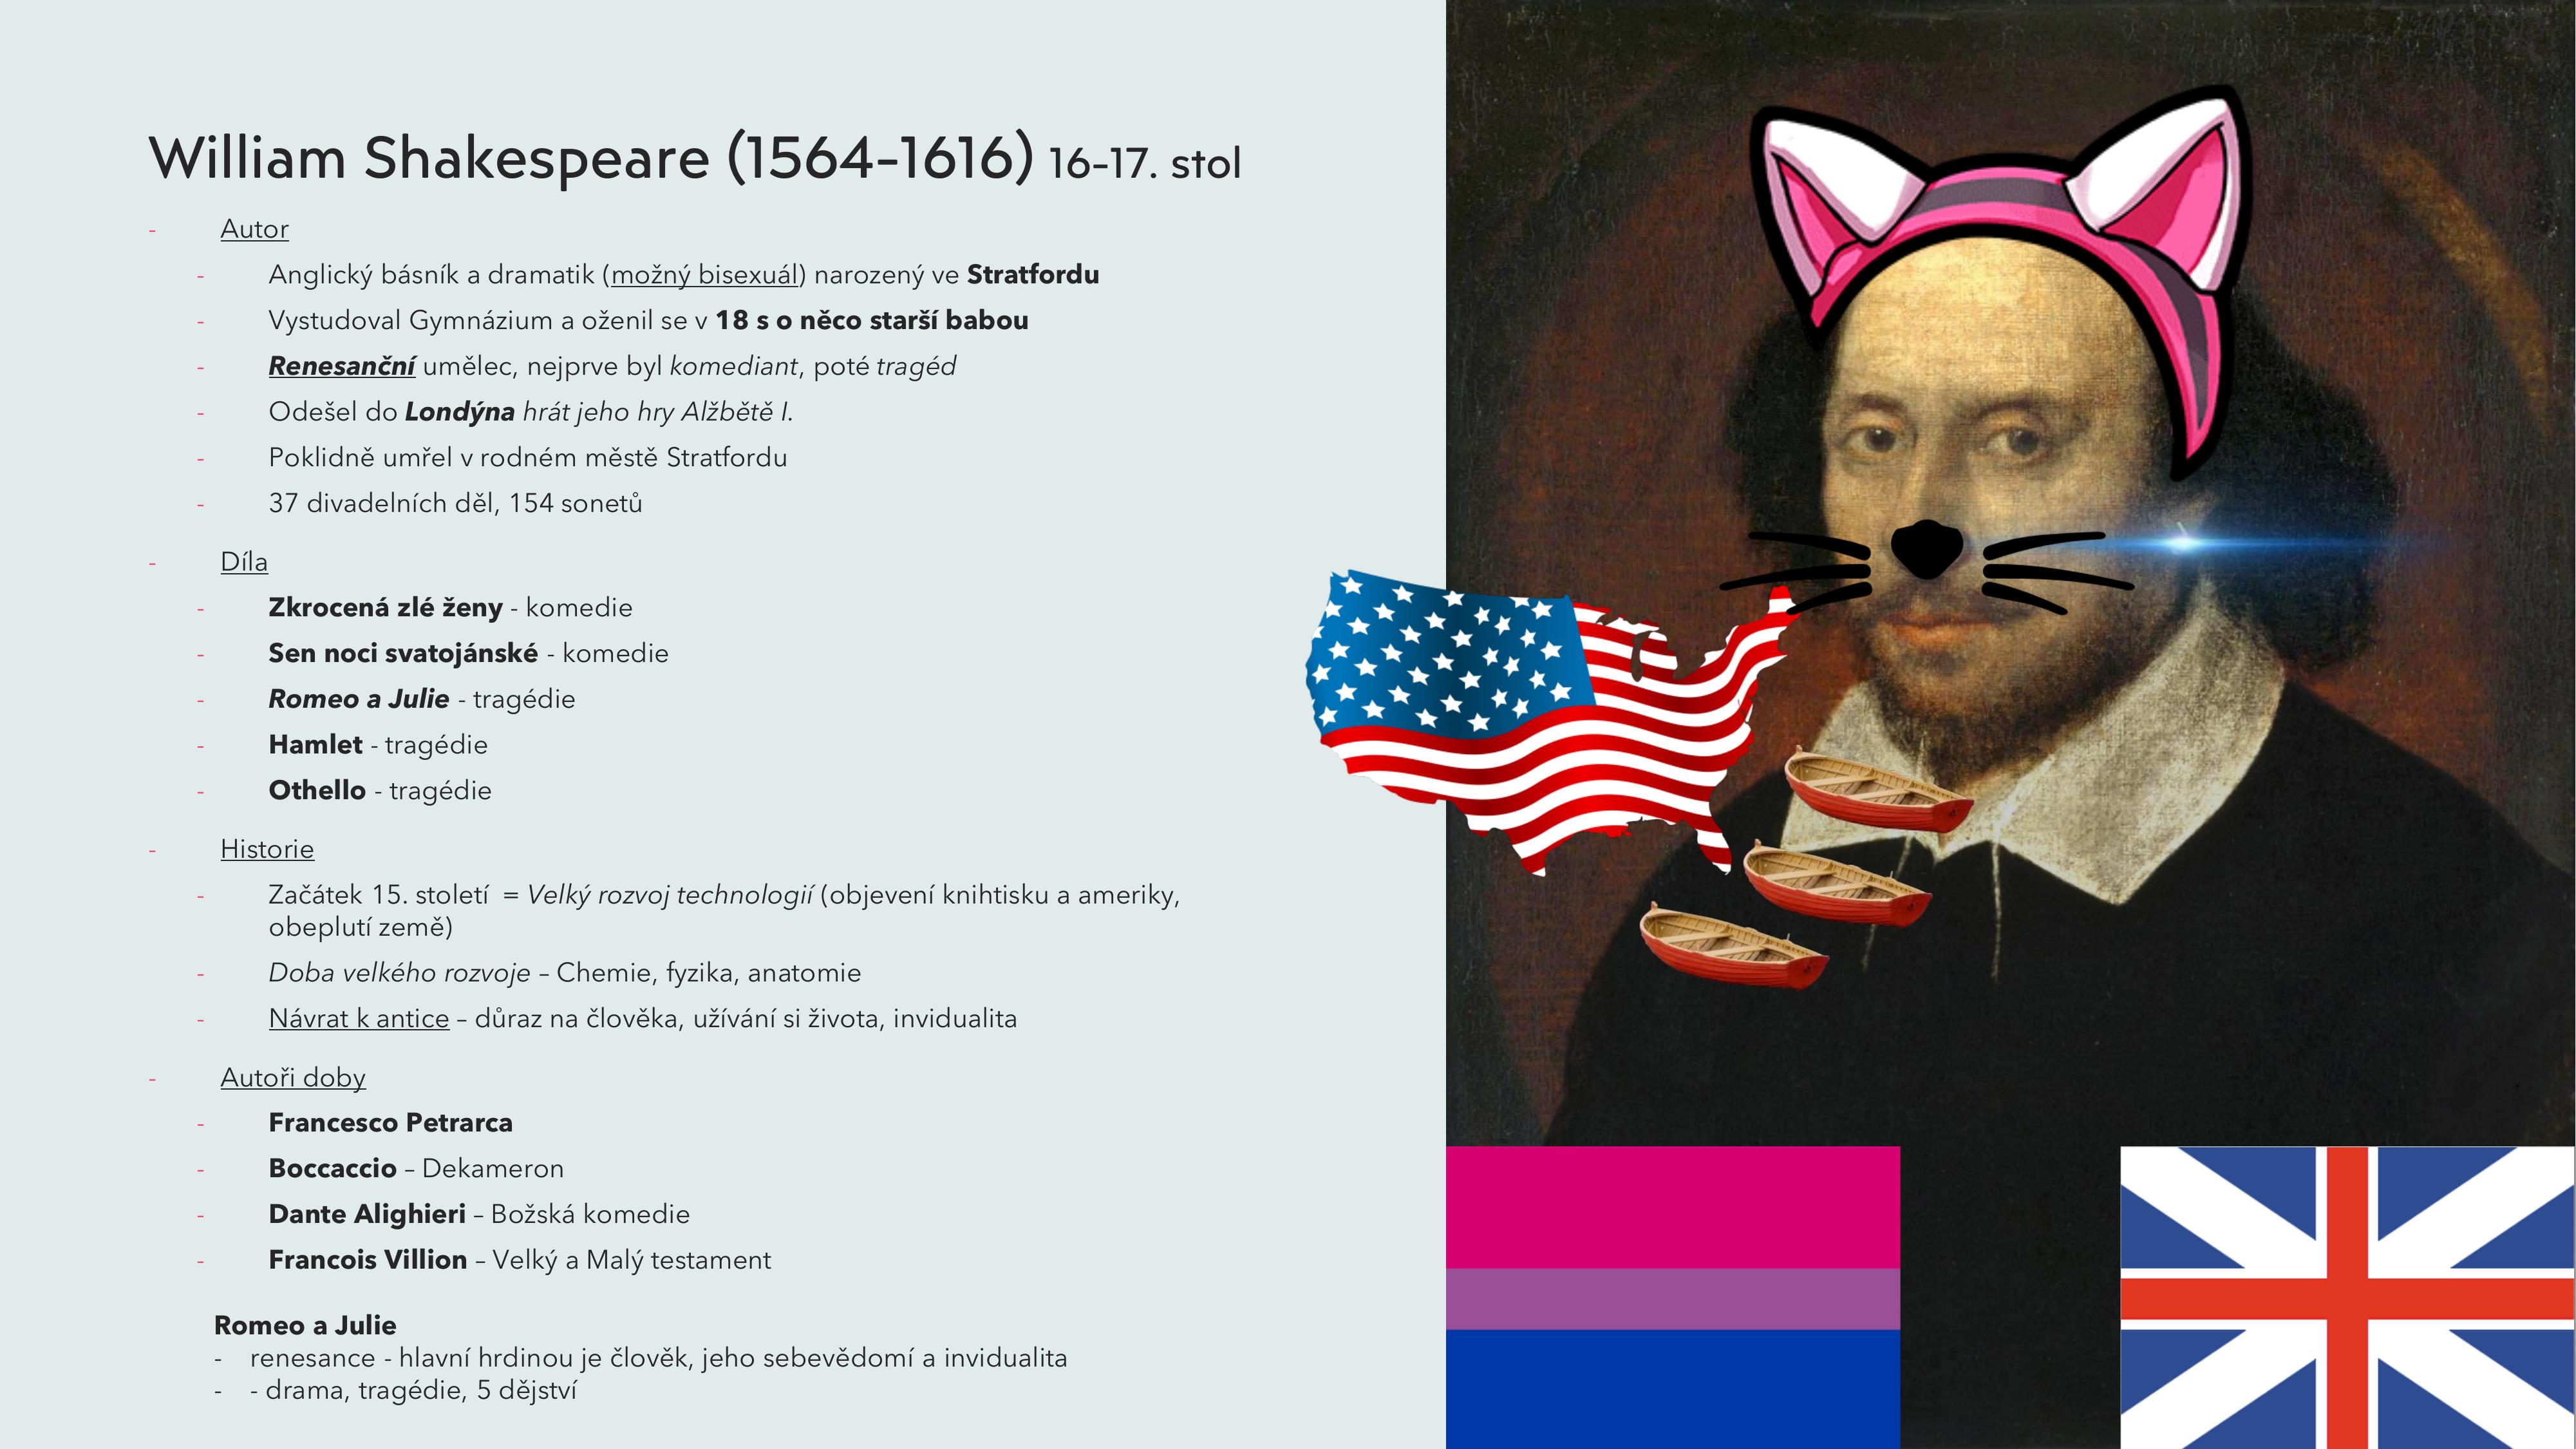 William Shakespeare (1564-1616) 16-17. stol
- Autor
- Anglický básník a dramatik (možný bisexuál) narozený ve Stratfordu
- Vystudoval Gymnázium a oženil se v 18 s o něco starší babou
- Renesanční umělec, nejprve byl komediant, poté tragéd
- Odešel do Londýna hrát jeho hry Alžbětě I.
- Poklidně umřel v rodném městě Stratfordu
- 37 divadelních děl, 154 sonetů
- Díla
- Zkrocená zlé ženy - komedie
- Sen noci svatojánské - komedie
- Romeo a Julie - tragédie
- Hamlet - tragédie
- Othello - tragédie
- Historie
- Začátek 15. století = Velký rozvoj technologií (objevení knihtisku a ameriky,
obeplutí země)
- Doba velkého rozvoje – Chemie, fyzika, anatomie
- Návrat k antice – důraz na člověka, užívání si života, invidualita
- Autoři doby
- Francesco Petrarca
- Boccaccio – Dekameron
- Dante Alighieri – Božská komedie
- Francois Villion – Velký a Malý testament
Romeo a Julie
- renesance - hlavní hrdinou je člověk, jeho sebevědomí a invidualita
- - drama, tragédie, 5 dějství